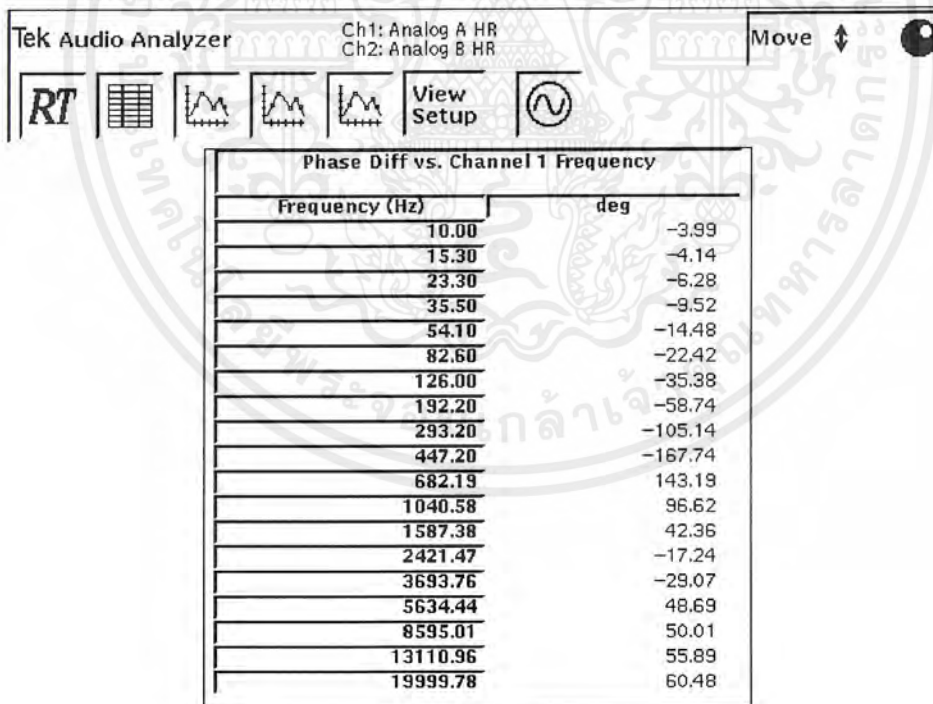 Tek Audio Analyzer
Ch1: Analog A HR
Ch2: Analog B HR
Move
RT
View
Setup
Phase Diff vs. Channel 1 Frequency
Frequency (Hz) deg
10.00 -3.99
15.30 -4.14
23.30 -6.28
35.50 -9.52
54.10 -14.48
82.60 -22.42
126.00 -35.38
192.20 -58.74
293.20 -105.14
447.20 -167.74
682.19 143.19
1040.58 96.62
1587.38 42.36
2421.47 -17.24
3693.76 -29.07
5634.44 48.69
8595.01 50.01
13110.96 55.89
19999.78 60.48